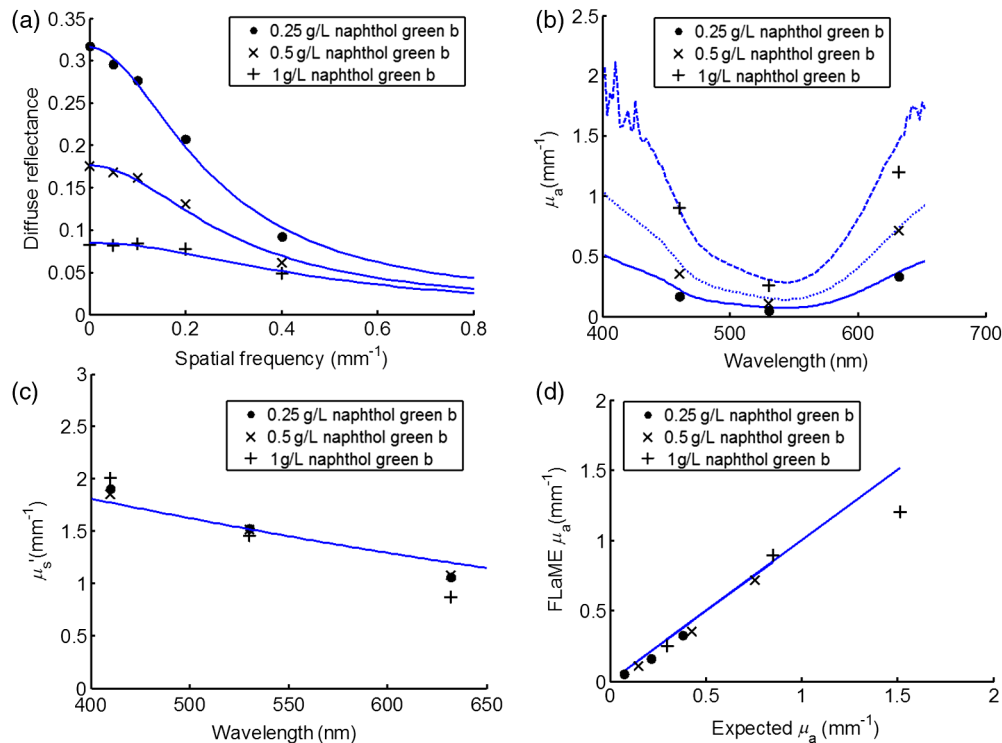 (a)
0.35
0.3
0.25
0.2
0.15
0.1
0.05
0
Diffuse reflectance
0.25 g/L naphthol green b
0.5 g/L naphthol green b
1g/L naphthol green b
0 0.2 0.4 0.6 0.8
Spatial frequency (mm⁻¹)
(b)
2.5
2
1.5
1
0.5
0
μa(mm⁻¹)
0.25 g/L naphthol green b
0.5 g/L naphthol green b
1g/L naphthol green b
400 500 600 700
Wavelength (nm)
(c)
3
2.5
2
1.5
1
0.5
0
μs'(mm⁻¹)
0.25 g/L naphthol green b
0.5 g/L naphthol green b
1g/L naphthol green b
400 450 500 550 600 650
Wavelength (nm)
(d)
2
1.5
1
0.5
0
FLaME μa(mm⁻¹)
0.25 g/L naphthol green b
0.5 g/L naphthol green b
1g/L naphthol green b
0 0.5 1 1.5 2
Expected μa (mm⁻¹)